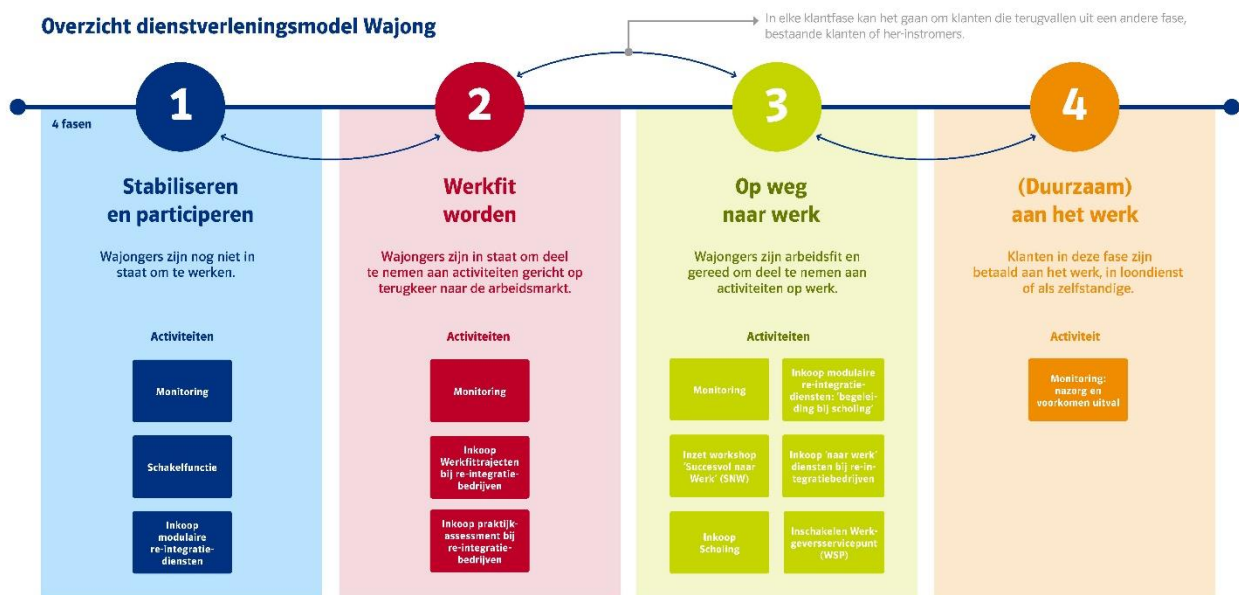 Overzicht dienstverleningsmodel Wajong
In elke klantfase kan het gaan om klanten die terugvallen uit een andere fase,
bestaande klanten of her-instromers.
4 fasen
1
Stabiliseren
en participeren
Wajongers zijn nog niet in
staat om te werken.
Activiteiten
Monitoring
Schakelfunctie
Inkoop
modulaire
re-integratie-
diensten
2
Werkfit
worden
Wajongers zijn in staat om deel
te nemen aan activiteiten gericht op
terugkeer naar de arbeidsmarkt.
Activiteiten
Monitoring
Inkoop
Werkfittrajecten
bij re-integratie-
bedrijven
Inkoop praktijk-
assessment bij
re-integratie-
bedrijven
3
Op weg
naar werk
Wajongers zijn arbeidsfit en
gereed om deel te nemen aan
activiteiten op werk.
Activiteiten
Monitoring
Inkoop modulaire
re-integratie-
diensten: 'begelei-
ding bij scholing'
Inzet workshop
'Succesvol naar
Werk' (SNW)
Inkoop 'naar werk'
diensten bij re-in-
tegratiebedrijven
Inkoop
Scholing
Inschakelen Werk-
geversservicepunt
(WSP)
4
(Duurzaam)
aan het werk
Klanten in deze fase zijn
betaald aan het werk, in loondienst
of als zelfstandige.
Activiteit
Monitoring:
nazorg en
voorkomen uitval